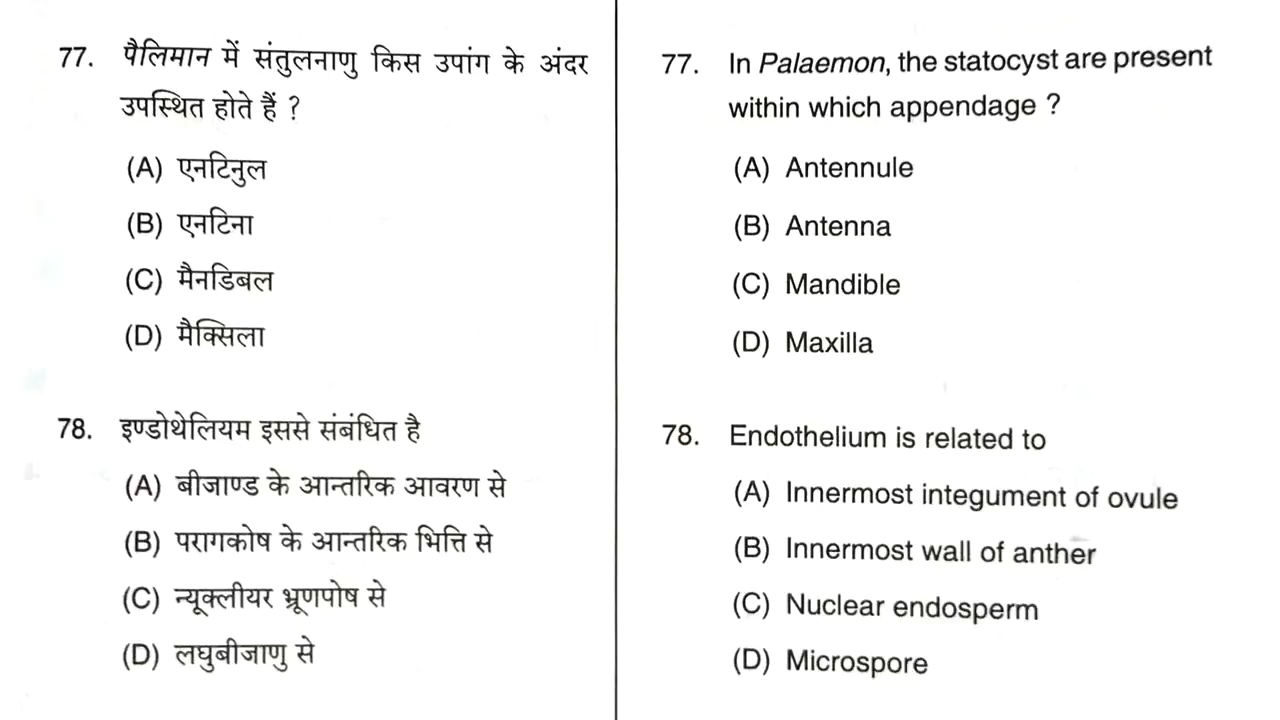 77. पैलिमान में संतुलनाणु किस उपांग के अंदर
उपस्थित होते हैं ?
(A) एनटिनुल
(B) एनटिना
(C) मैनडिबल
(D) मैक्सिला
78. इण्डोथेलियम इससे संबंधित है
(A) बीजाण्ड के आन्तरिक आवरण से
(B) परागकोष के आन्तरिक भित्ति से
(C) न्यूक्लीयर भ्रूणपोष से
(D) लघुबीजाणु से
77. In Palaemon, the statocyst are present
within which appendage ?
(A) Antennule
(B) Antenna
(C) Mandible
(D) Maxilla
78. Endothelium is related to
(A) Innermost integument of ovule
(B) Innermost wall of anther
(C) Nuclear endosperm
(D) Microspore